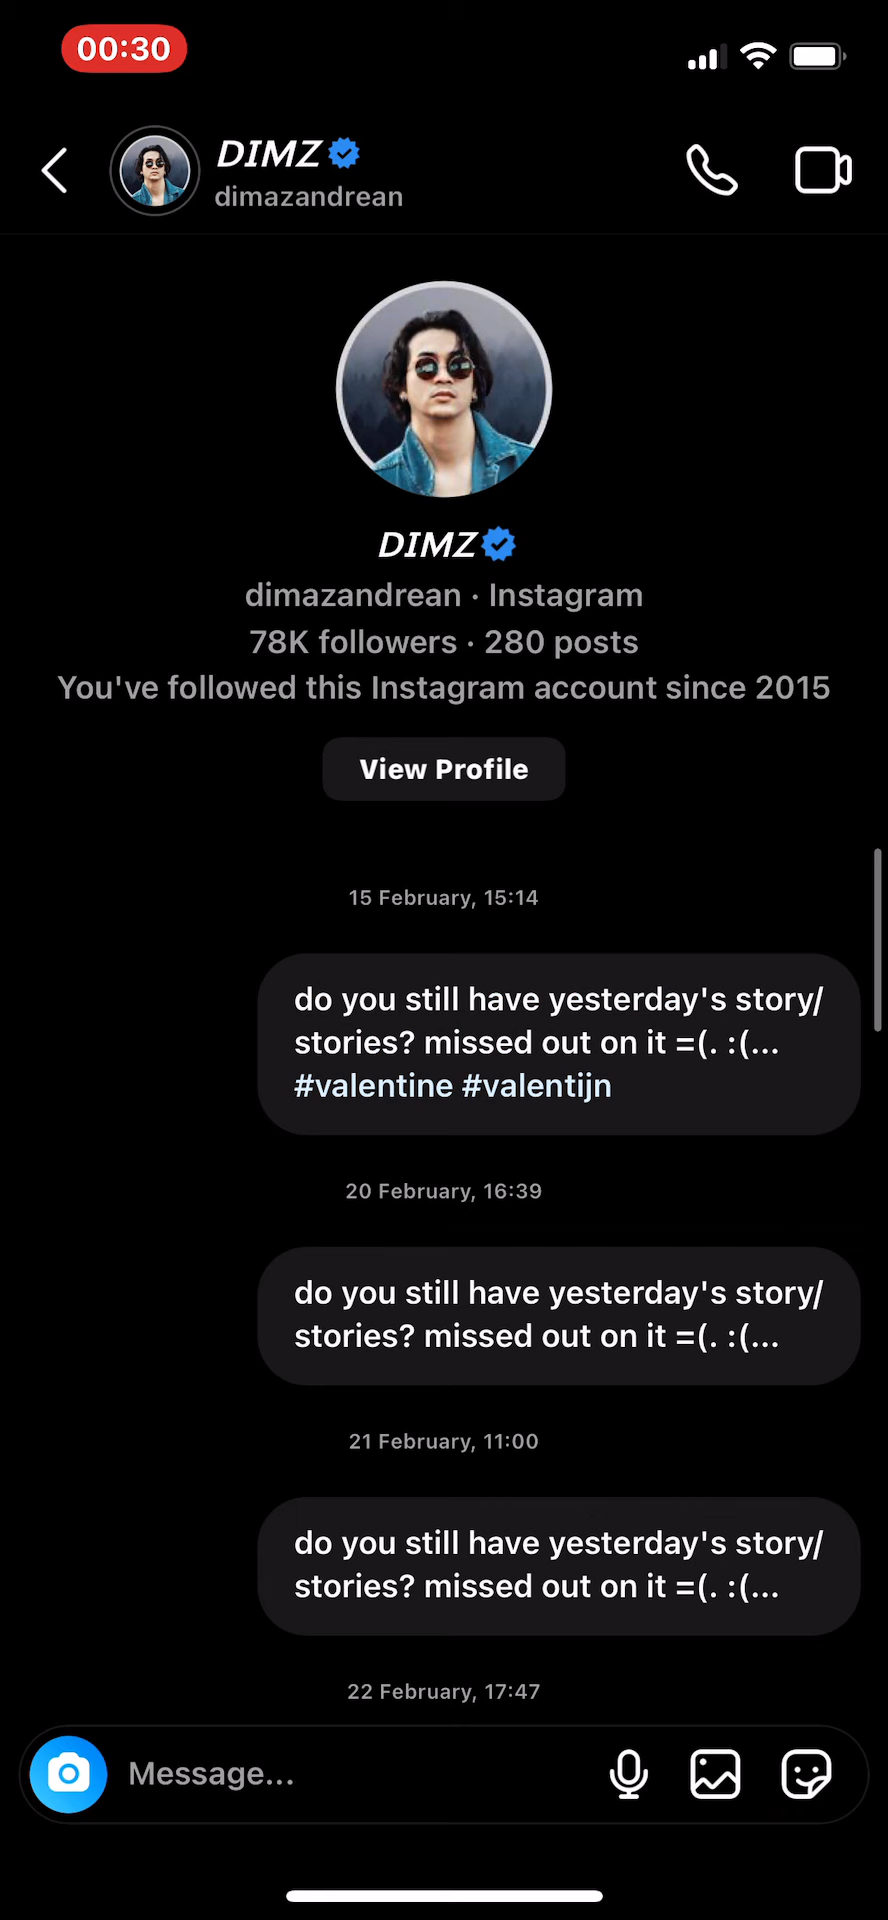 00:30
DIMZ
dimazandrean
DIMZ
dimazandrean · Instagram
78K followers · 280 posts
You've followed this Instagram account since 2015
View Profile
15 February, 15:14
do you still have yesterday's story/
stories? missed out on it =(. :(...
#valentine #valentijn
20 February, 16:39
do you still have yesterday's story/
stories? missed out on it =(. :(...
21 February, 11:00
do you still have yesterday's story/
stories? missed out on it =(. :(...
22 February, 17:47
Message...